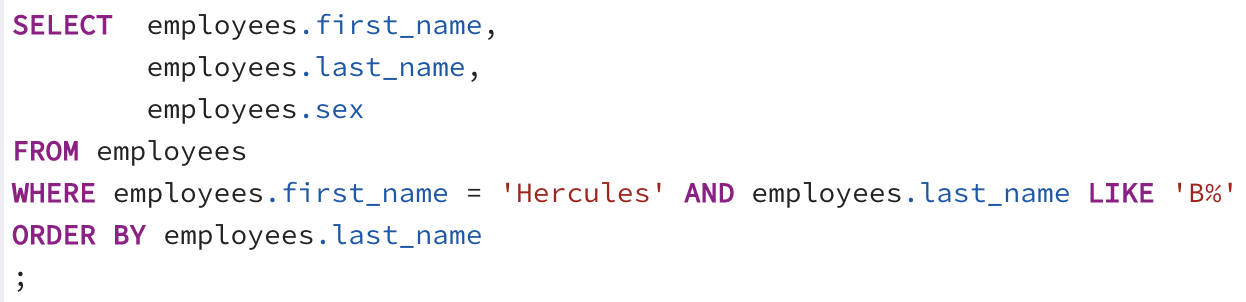 SELECT  employees.first_name,
        employees.last_name,
        employees.sex
FROM employees
WHERE employees.first_name = 'Hercules' AND employees.last_name LIKE 'B%'
ORDER BY employees.last_name
;